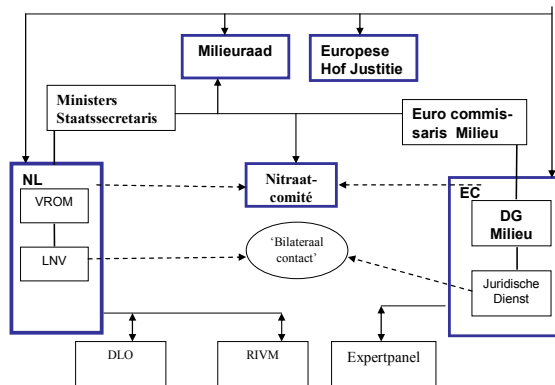 Milieuraad
Europese
Hof Justitie
Ministers
Staatssecretaris
Euro commis-
saris Milieu
NL
VROM
LNV
Nitraat-
comité
'Bilateraal
contact'
EC
DG
Milieu
Juridische
Dienst
DLO
RIVM
Expertpanel